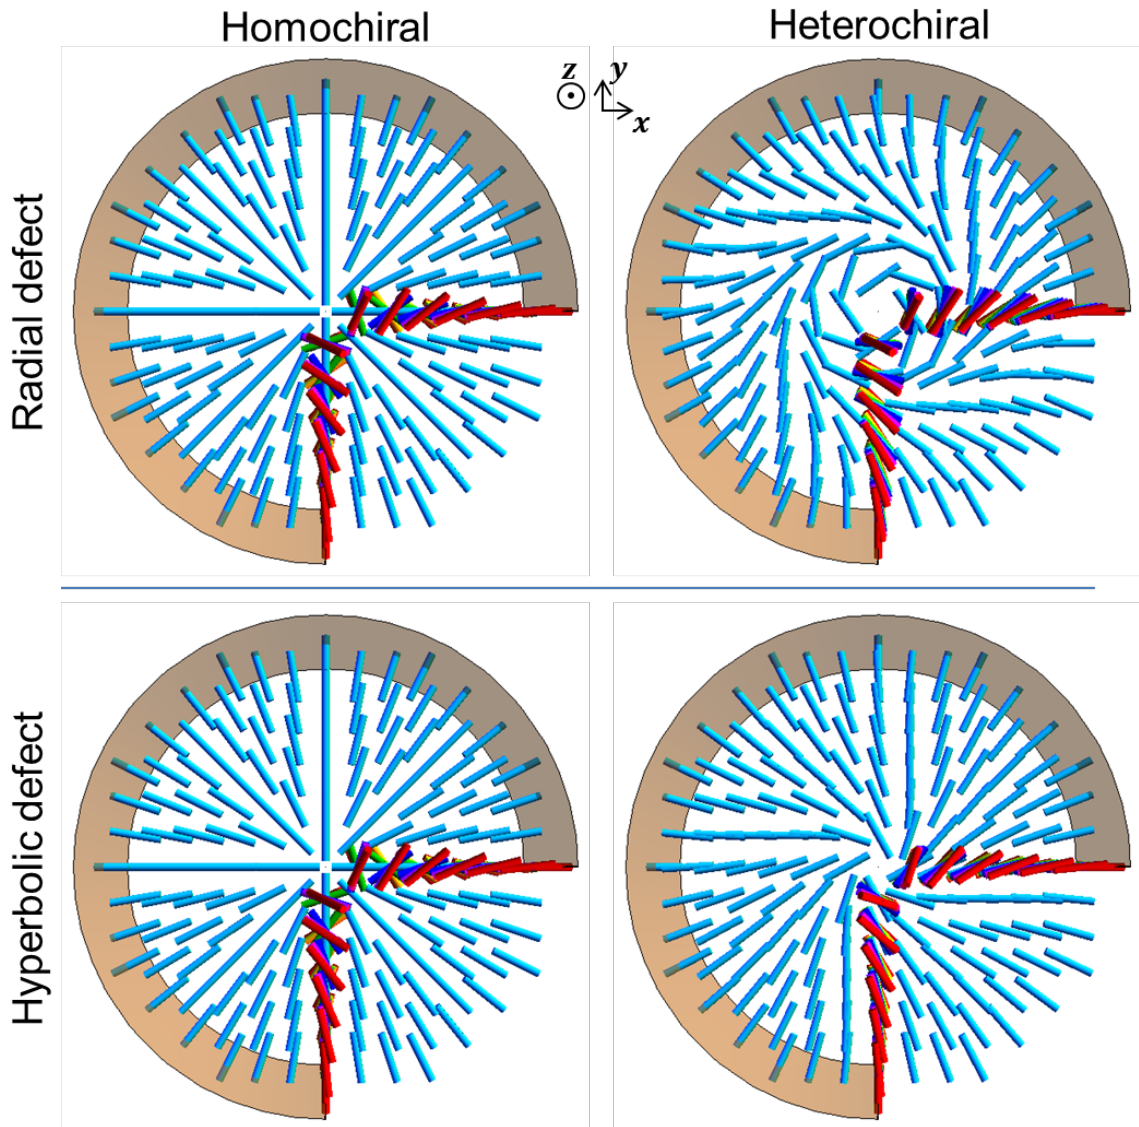 Homochiral
Heterochiral
z
y
x
Radial defect
Hyperbolic defect